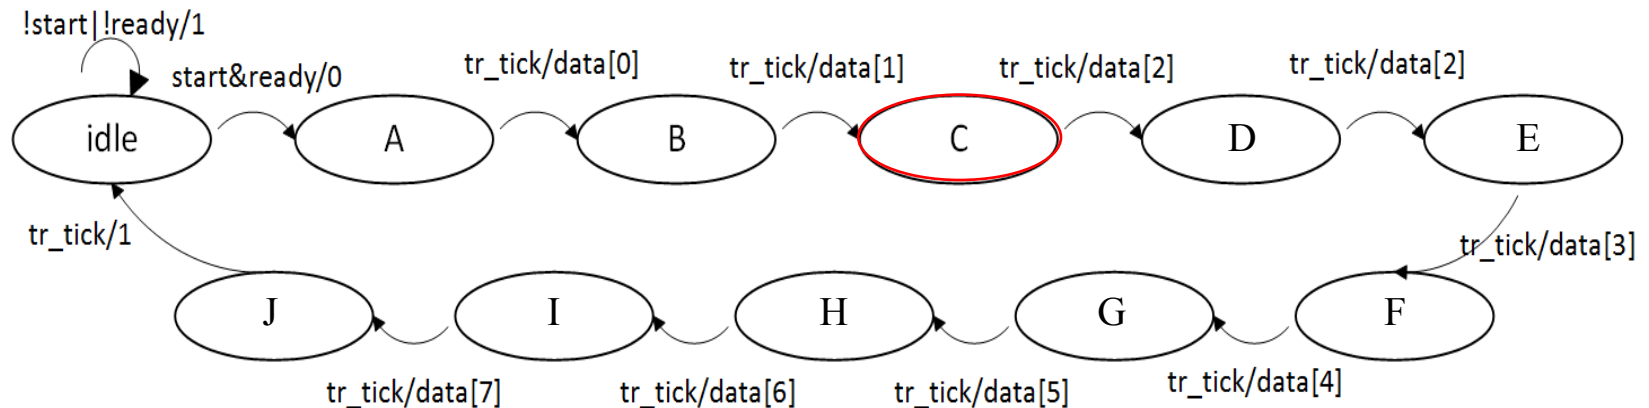 !start|!ready/1
start&ready/0
tr_tick/data[0]
tr_tick/data[1]
tr_tick/data[2]
tr_tick/data[2]
idle
A
B
C
D
E
tr_tick/1
tr_tick/data[3]
J
I
H
G
F
tr_tick/data[7]
tr_tick/data[6]
tr_tick/data[5]
tr_tick/data[4]